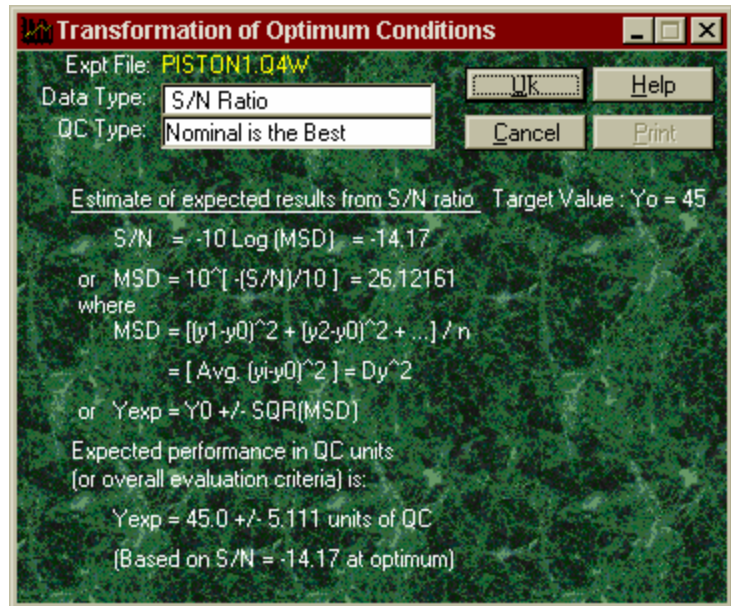 Transformation of Optimum Conditions
Expt File: PISTON1.Q4W
Data Type: S/N Ratio
QC Type: Nominal is the Best
Ok Help
Cancel Print
Estimate of expected results from S/N ratio Target Value : Yo = 45
S/N = -10 Log (MSD) = -14.17
or MSD = 10^[ -(S/N)/10 ] = 26.12161
where
MSD = [(y1-y0)^2 + (y2-y0)^2 + ...] / n
= [ Avg. (yi-y0)^2 ] = Dy^2
or Yexp = Y0 +/- SQR(MSD)
Expected performance in QC units
(or overall evaluation criteria) is:
Yexp = 45.0 +/- 5.111 units of QC
(Based on S/N = -14.17 at optimum)